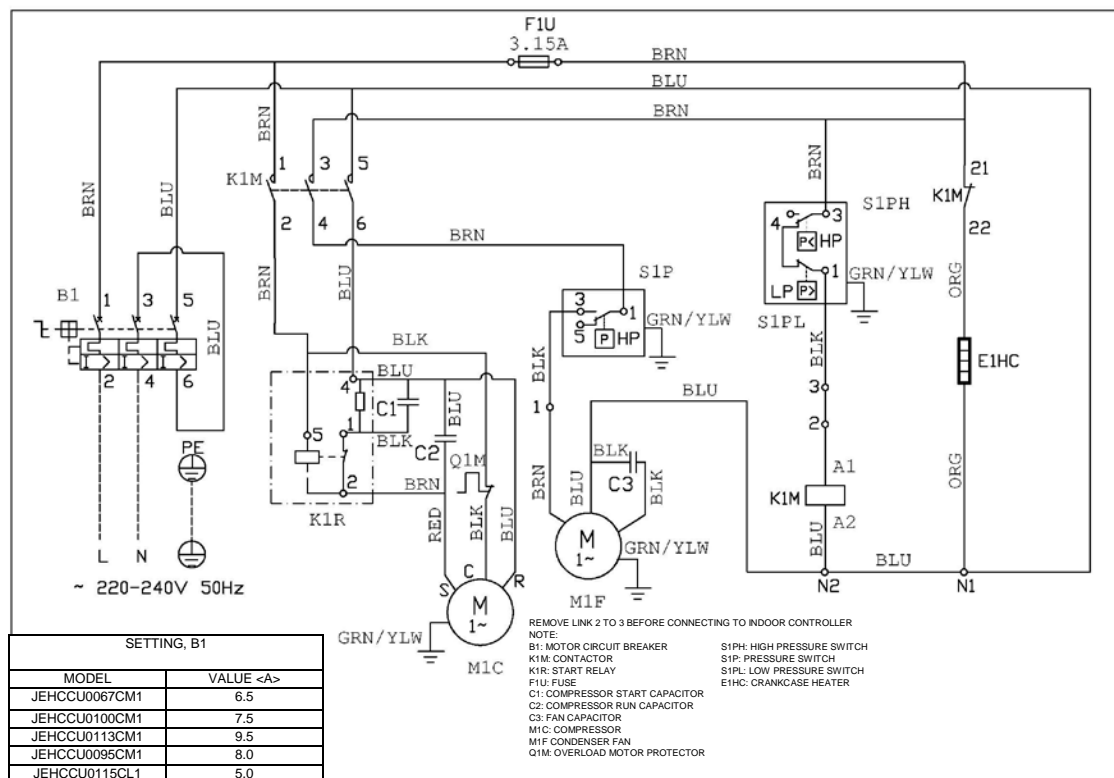 F1U
3.15A
BRN
BLU
BRN
BRN
1 3 5
K1M
2 4 6
BRN
BLU
B1
1 3 5
BLU
2 4 6
PE
L N
~ 220-240V 50Hz
BRN
BLU
BRN
S1P
3 1
5
P HP
GRN/YLW
BLK
BLU
4
C1
1
BLK
5
2
K1R
BLU
C2
Q1M
BRN
RED
BLK
BLU
S C R
M
1~
GRN/YLW
M1C
BLK
1
BRN
BLU
BLU
BLK
C3
BLK
M
1~
GRN/YLW
M1F
BRN
S1PH
4 3
P< HP
1
LP P>
GRN/YLW
S1PL
BLK
3
2
A1
K1M
A2
BLU
N2
BLU
N1
21
K1M
22
ORG
E1HC
ORG
SETTING, B1
MODEL VALUE <A>
JEHCCU0067CM1 6.5
JEHCCU0100CM1 7.5
JEHCCU0113CM1 9.5
JEHCCU0095CM1 8.0
JEHCCU0115CL1 5.0
REMOVE LINK 2 TO 3 BEFORE CONNECTING TO INDOOR CONTROLLER
NOTE:
B1: MOTOR CIRCUIT BREAKER
K1M: CONTACTOR
K1R: START RELAY
F1U: FUSE
C1: COMPRESSOR START CAPACITOR
C2: COMPRESSOR RUN CAPACITOR
C3: FAN CAPACITOR
M1C: COMPRESSOR
M1F CONDENSER FAN
Q1M: OVERLOAD MOTOR PROTECTOR
S1PH: HIGH PRESSURE SWITCH
S1P: PRESSURE SWITCH
S1PL: LOW PRESSURE SWITCH
E1HC: CRANKCASE HEATER